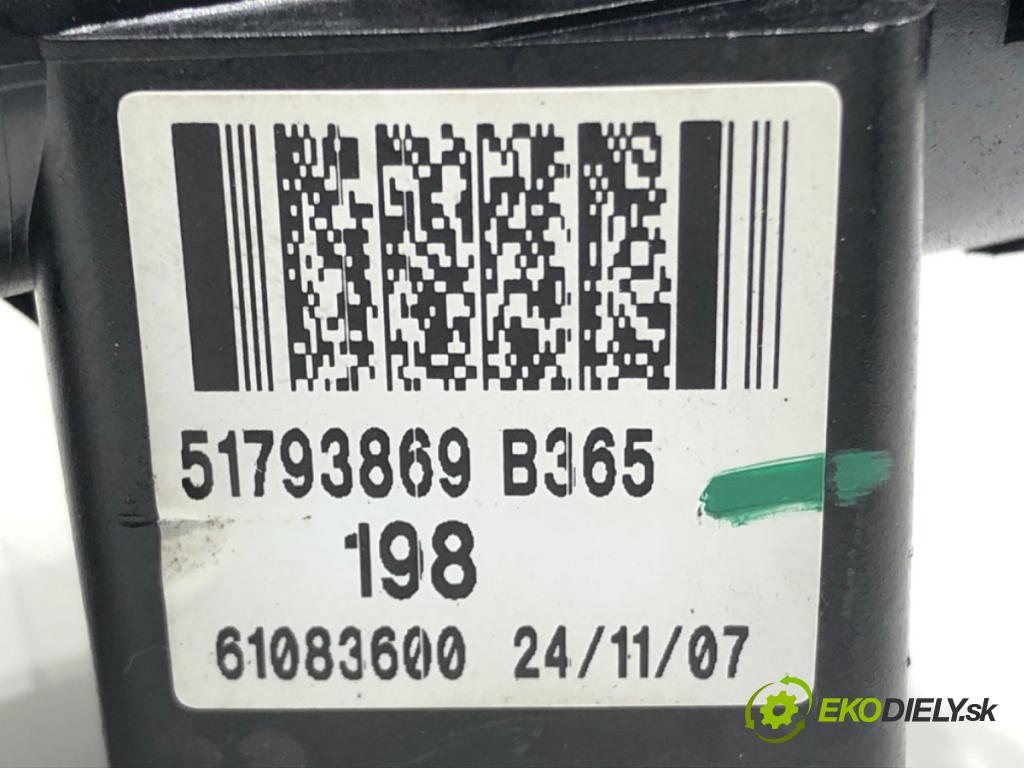 51793869 B365
198
61083600 24/11/07
EKODIELY.sk